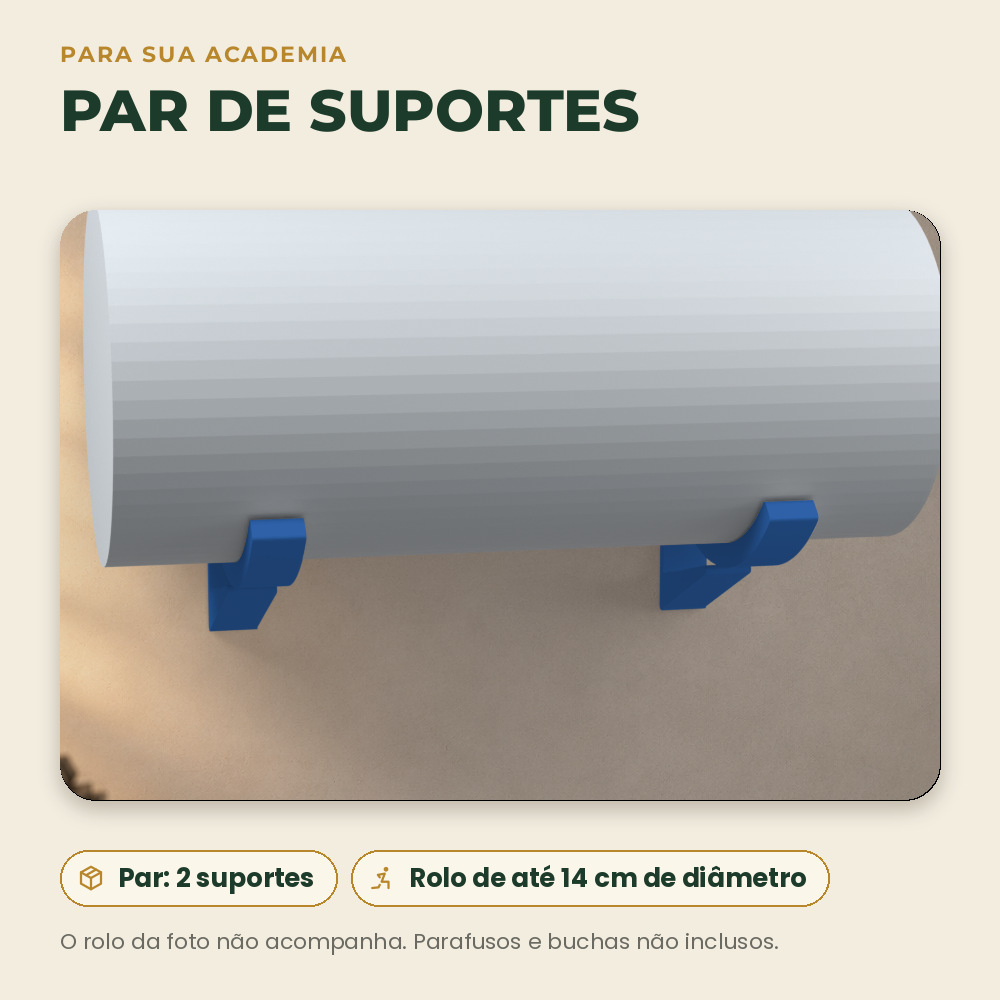 PARA SUA ACADEMIA
PAR DE SUPORTES
Par: 2 suportes
Rolo de até 14 cm de diâmetro
O rolo da foto não acompanha. Parafusos e buchas não inclusos.